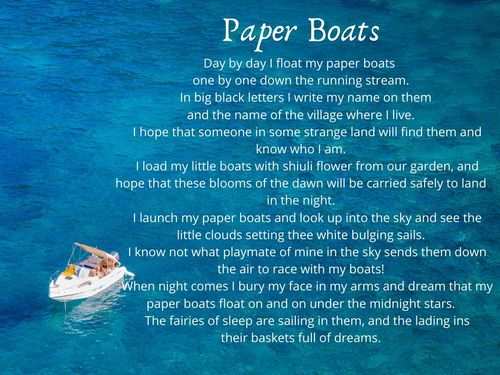 Paper Boats
Day by day I float my paper boats
one by one down the running stream.
In big black letters I write my name on them
and the name of the village where I live.
I hope that someone in some strange land will find them and
know who I am.
I load my little boats with shiuli flower from our garden, and
hope that these blooms of the dawn will be carried safely to land
in the night.
I launch my paper boats and look up into the sky and see the
little clouds setting thee white bulging sails.
I know not what playmate of mine in the sky sends them down
the air to race with my boats!
When night comes I bury my face in my arms and dream that my
paper boats float on and on under the midnight stars.
The fairies of sleep are sailing in them, and the lading ins
their baskets full of dreams.